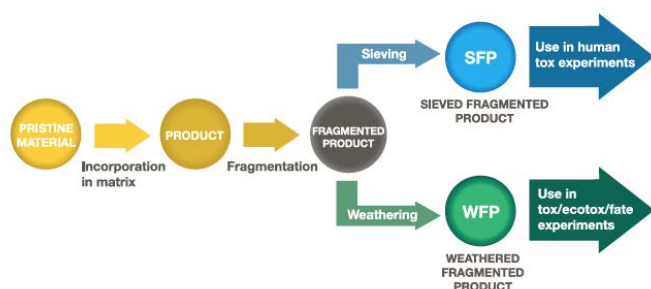 PRISTINE
MATERIAL
Incorporation
in matrix
PRODUCT
Fragmentation
FRAGMENTED
PRODUCT
Sieving
SFP
SIEVED FRAGMENTED
PRODUCT
Use in human
tox experiments
Weathering
WFP
WEATHERED
FRAGMENTED
PRODUCT
Use in
tox/ecotox/fate
experiments